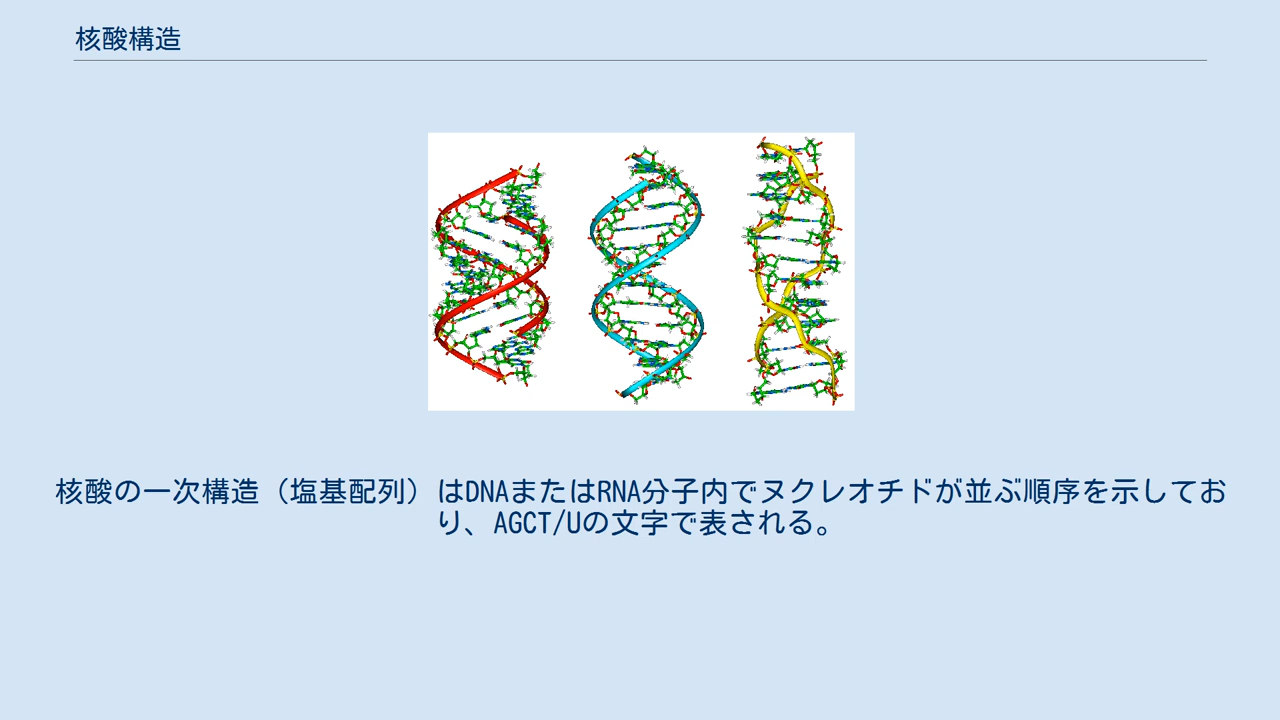 核酸構造
核酸の一次構造（塩基配列）はDNAまたはRNA分子内でヌクレオチドが並ぶ順序を示してお
り、AGCT/Uの文字で表される。